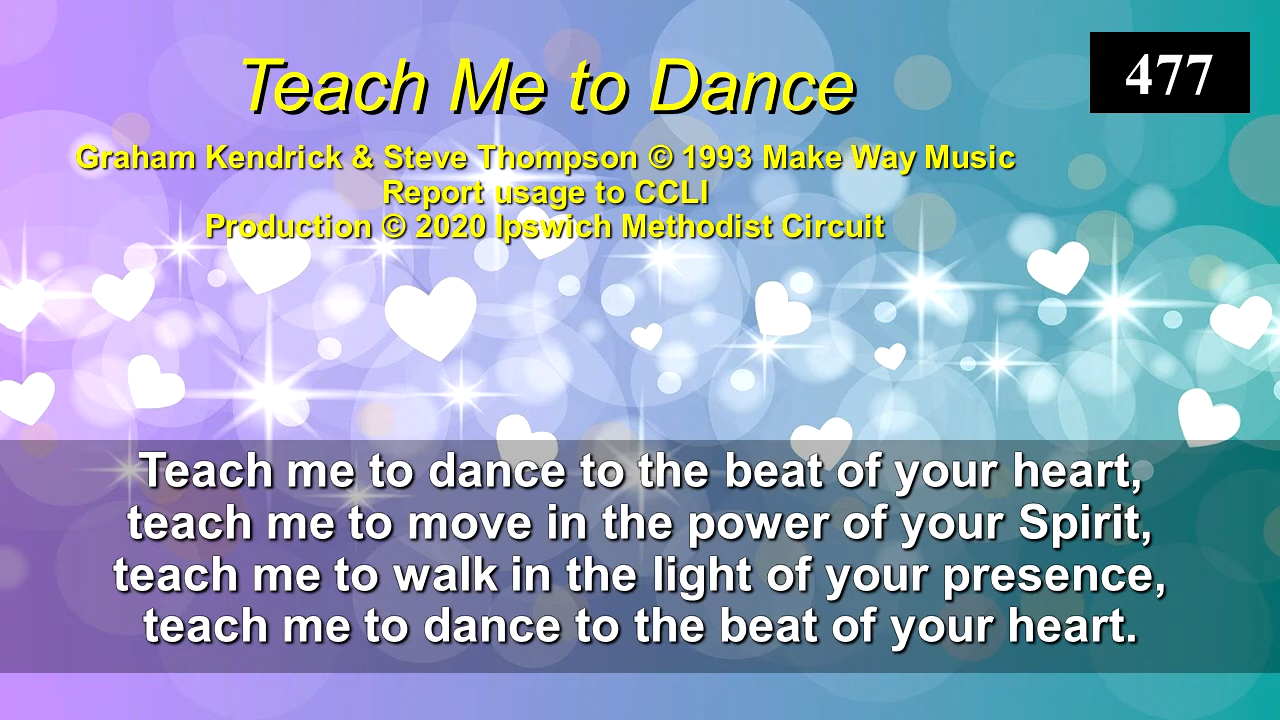 Teach Me to Dance
477
Graham Kendrick & Steve Thompson © 1993 Make Way Music
Report usage to CCLI
Production © 2020 Ipswich Methodist Circuit
Teach me to dance to the beat of your heart,
teach me to move in the power of your Spirit,
teach me to walk in the light of your presence,
teach me to dance to the beat of your heart.